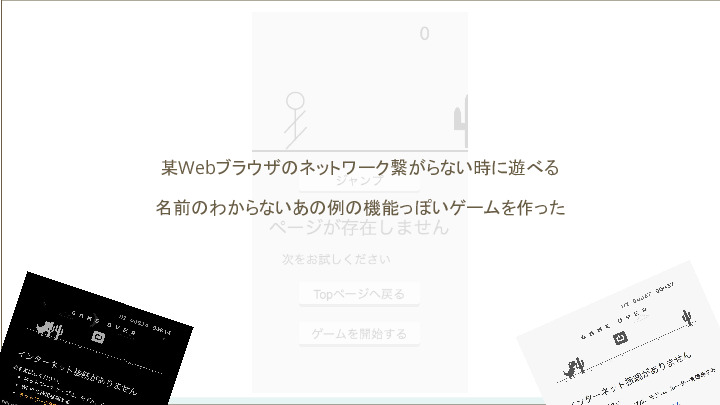 0
某Webブラウザのネットワーク繋がらない時に遊べる
ジャンプ
名前のわからないあの例の機能っぽいゲームを作った
ページが存在しません
次をお試しください
Topページへ戻る
ゲームを開始する
GAME OVER
インターネット接続がありません
GAME OVER
インターネット接続がありません